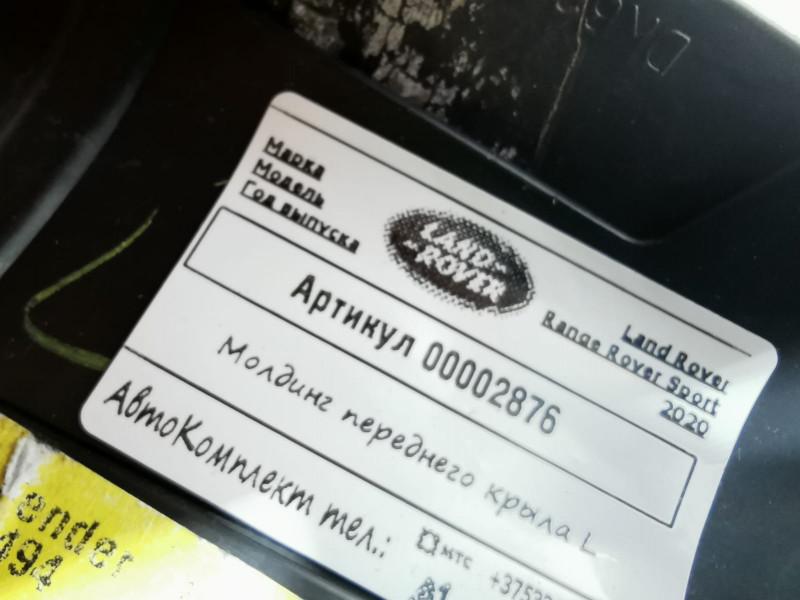 Марка
Модель
Год выпуска
LAND-
-ROVER
Land Rover
Range Rover Sport
2020
Артикул 00002876
Молдинг переднего крыла L
АвтоКомплект тел.:
мтс
ender
494